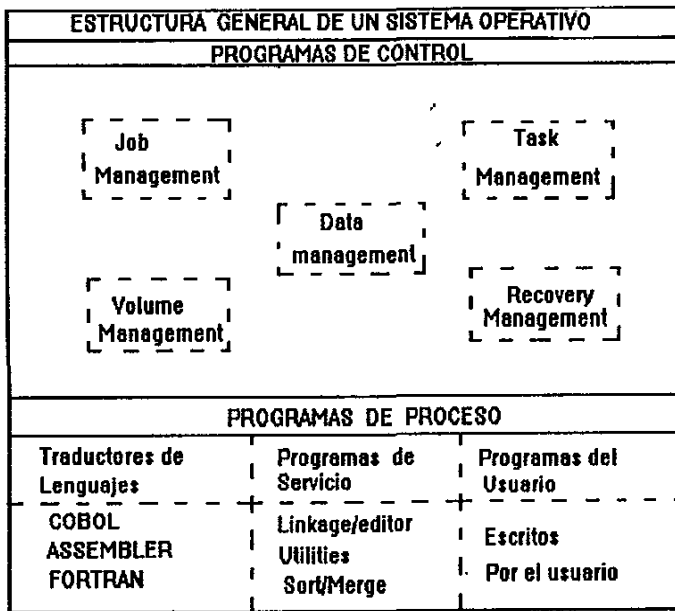 ESTRUCTURA GENERAL DE UN SISTEMA OPERATIVO
PROGRAMAS DE CONTROL
Job
Management
Task
Management
Data
management
Volume
Management
Recovery
Management
PROGRAMAS DE PROCESO
Traductores de
Lenguajes
Programas de
Servicio
Programas del
Usuario
COBOL
ASSEMBLER
FORTRAN
Linkage/editor
Utilities
Sort/Merge
Escritos
Por el usuario